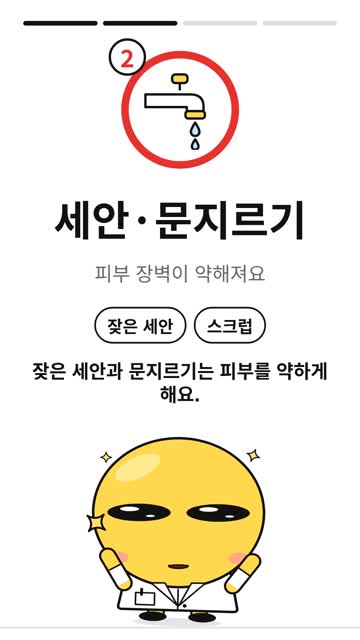 2
세안·문지르기
피부 장벽이 약해져요
잦은 세안
스크럽
잦은 세안과 문지르기는 피부를 약하게
해요.